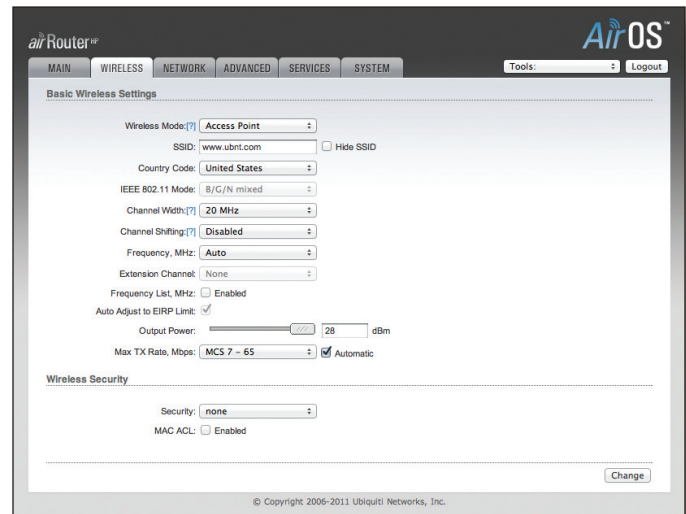 airRouter HP
AirOS™
MAIN WIRELESS NETWORK ADVANCED SERVICES SYSTEM Tools: Logout
Basic Wireless Settings
Wireless Mode:[?] Access Point
SSID: www.ubnt.com Hide SSID
Country Code: United States
IEEE 802.11 Mode: B/G/N mixed
Channel Width:[?] 20 MHz
Channel Shifting:[?] Disabled
Frequency, MHz: Auto
Extension Channel: None
Frequency List, MHz: Enabled
Auto Adjust to EIRP Limit:
Output Power: 28 dBm
Max TX Rate, Mbps: MCS 7 – 65 Automatic
Wireless Security
Security: none
MAC ACL: Enabled
Change
© Copyright 2006-2011 Ubiquiti Networks, Inc.